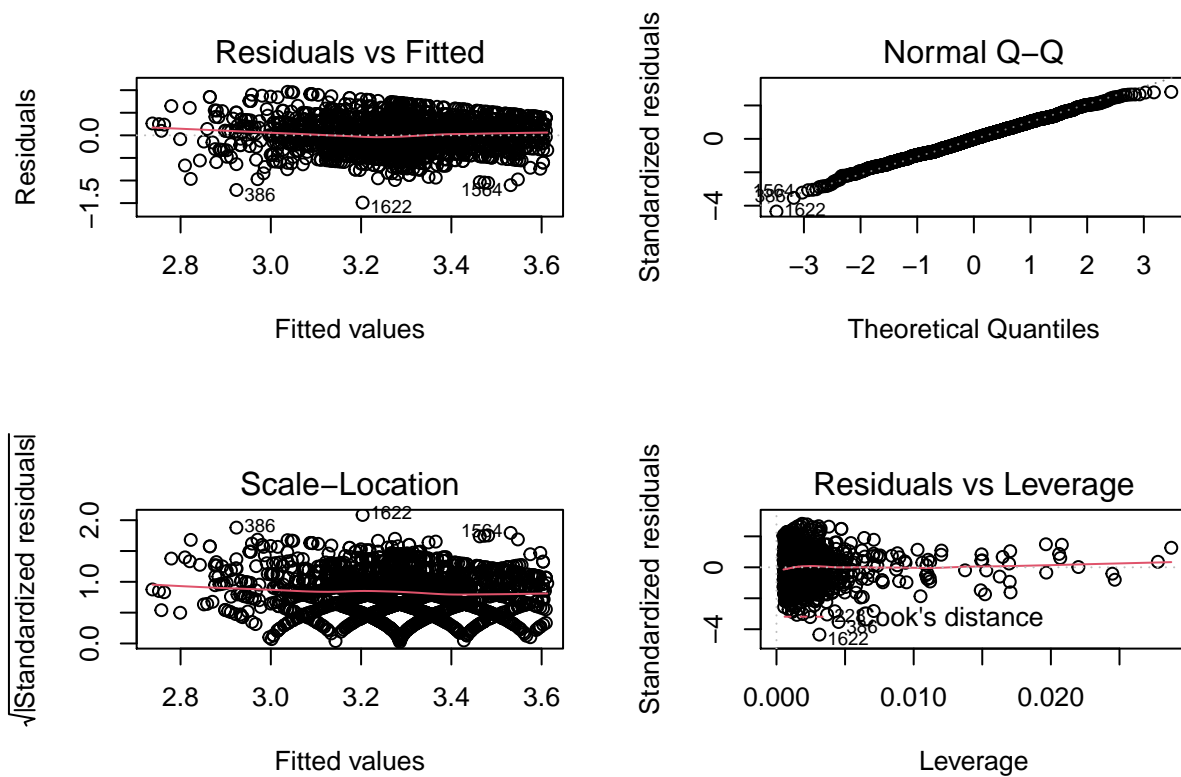 Residuals vs Fitted
Residuals
0.0
−1.5
386
1622
1564
2.8 3.0 3.2 3.4 3.6
Fitted values
Normal Q−Q
Standardized residuals
0
−4
1564
386
1622
−3 −2 −1 0 1 2 3
Theoretical Quantiles
Scale−Location
√|Standardized residuals|
2.0
1.0
0.0
386
1622
1564
2.8 3.0 3.2 3.4 3.6
Fitted values
Residuals vs Leverage
Standardized residuals
0
−4
Cook's distance
386
1622
0.000 0.010 0.020
Leverage